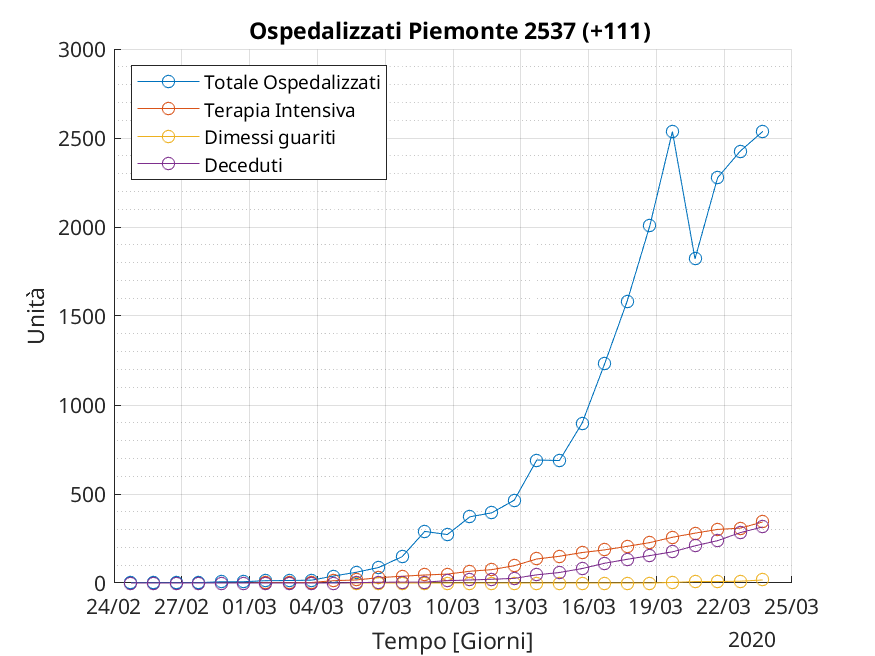 Ospedalizzati Piemonte 2537 (+111)
Totale Ospedalizzati
Terapia Intensiva
Dimessi guariti
Deceduti
Unità
3000
2500
2000
1500
1000
500
0
24/02 27/02 01/03 04/03 07/03 10/03 13/03 16/03 19/03 22/03 25/03
Tempo [Giorni]
2020